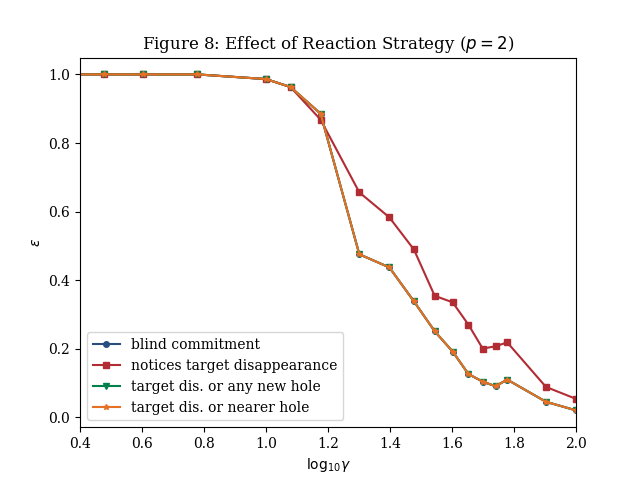 Figure 8: Effect of Reaction Strategy (p = 2)
1.0
0.8
0.6
0.4
0.2
0.0
ε
blind commitment
notices target disappearance
target dis. or any new hole
target dis. or nearer hole
0.4 0.6 0.8 1.0 1.2 1.4 1.6 1.8 2.0
log₁₀γ